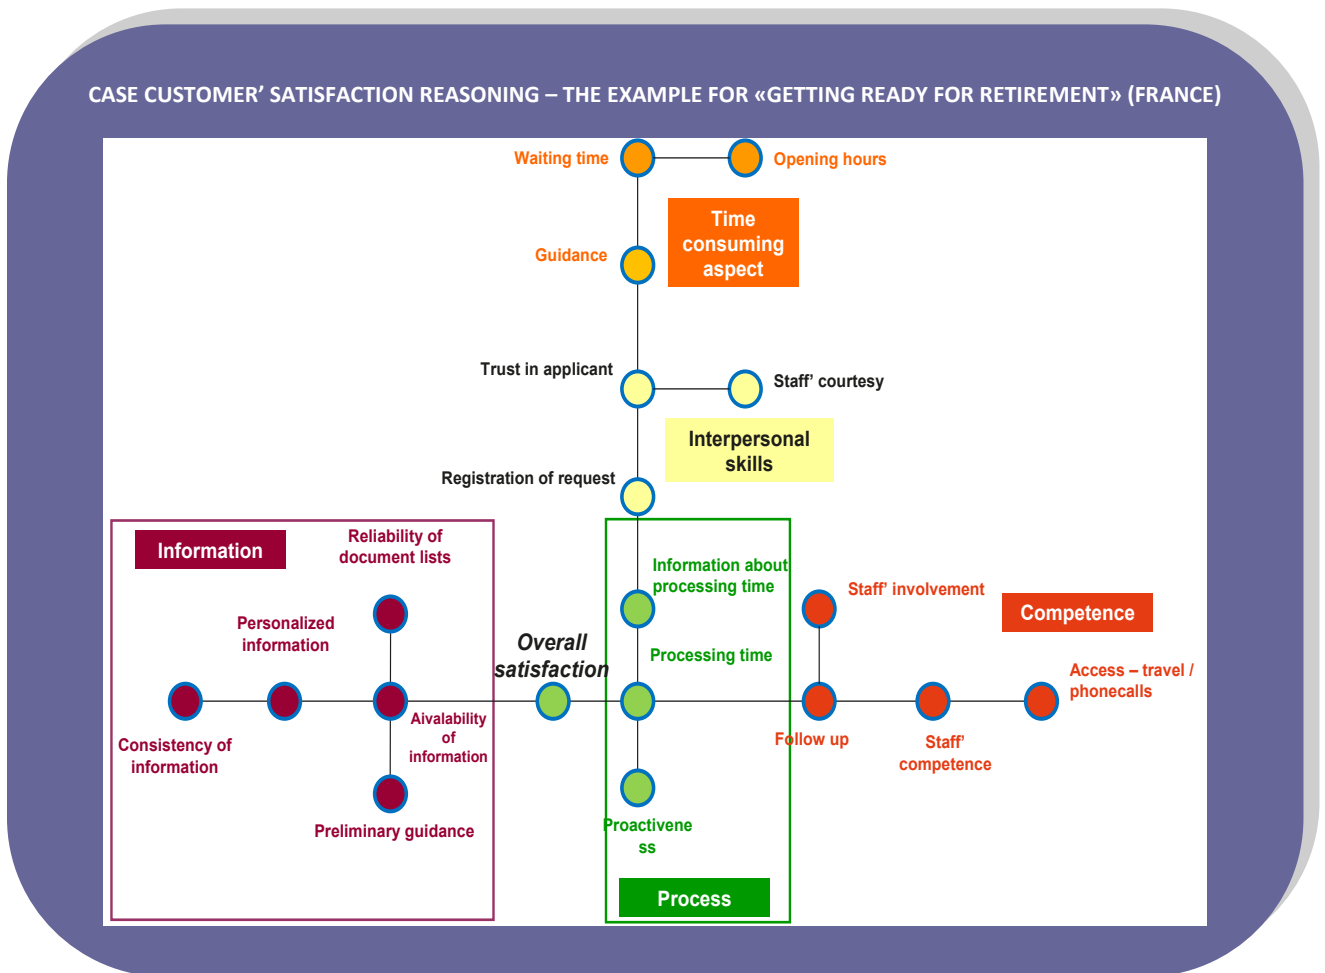 CASE CUSTOMER' SATISFACTION REASONING – THE EXAMPLE FOR «GETTING READY FOR RETIREMENT» (FRANCE)
Waiting time
Opening hours
Time
consuming
aspect
Guidance
Trust in applicant
Staff' courtesy
Interpersonal
skills
Registration of request
Information
Reliability of
document lists
Personalized
information
Consistency of
information
Aivalability
of
information
Preliminary guidance
Overall
satisfaction
Information about
processing time
Processing time
Proactivene
ss
Process
Staff' involvement
Competence
Access – travel /
phonecalls
Follow up
Staff'
competence